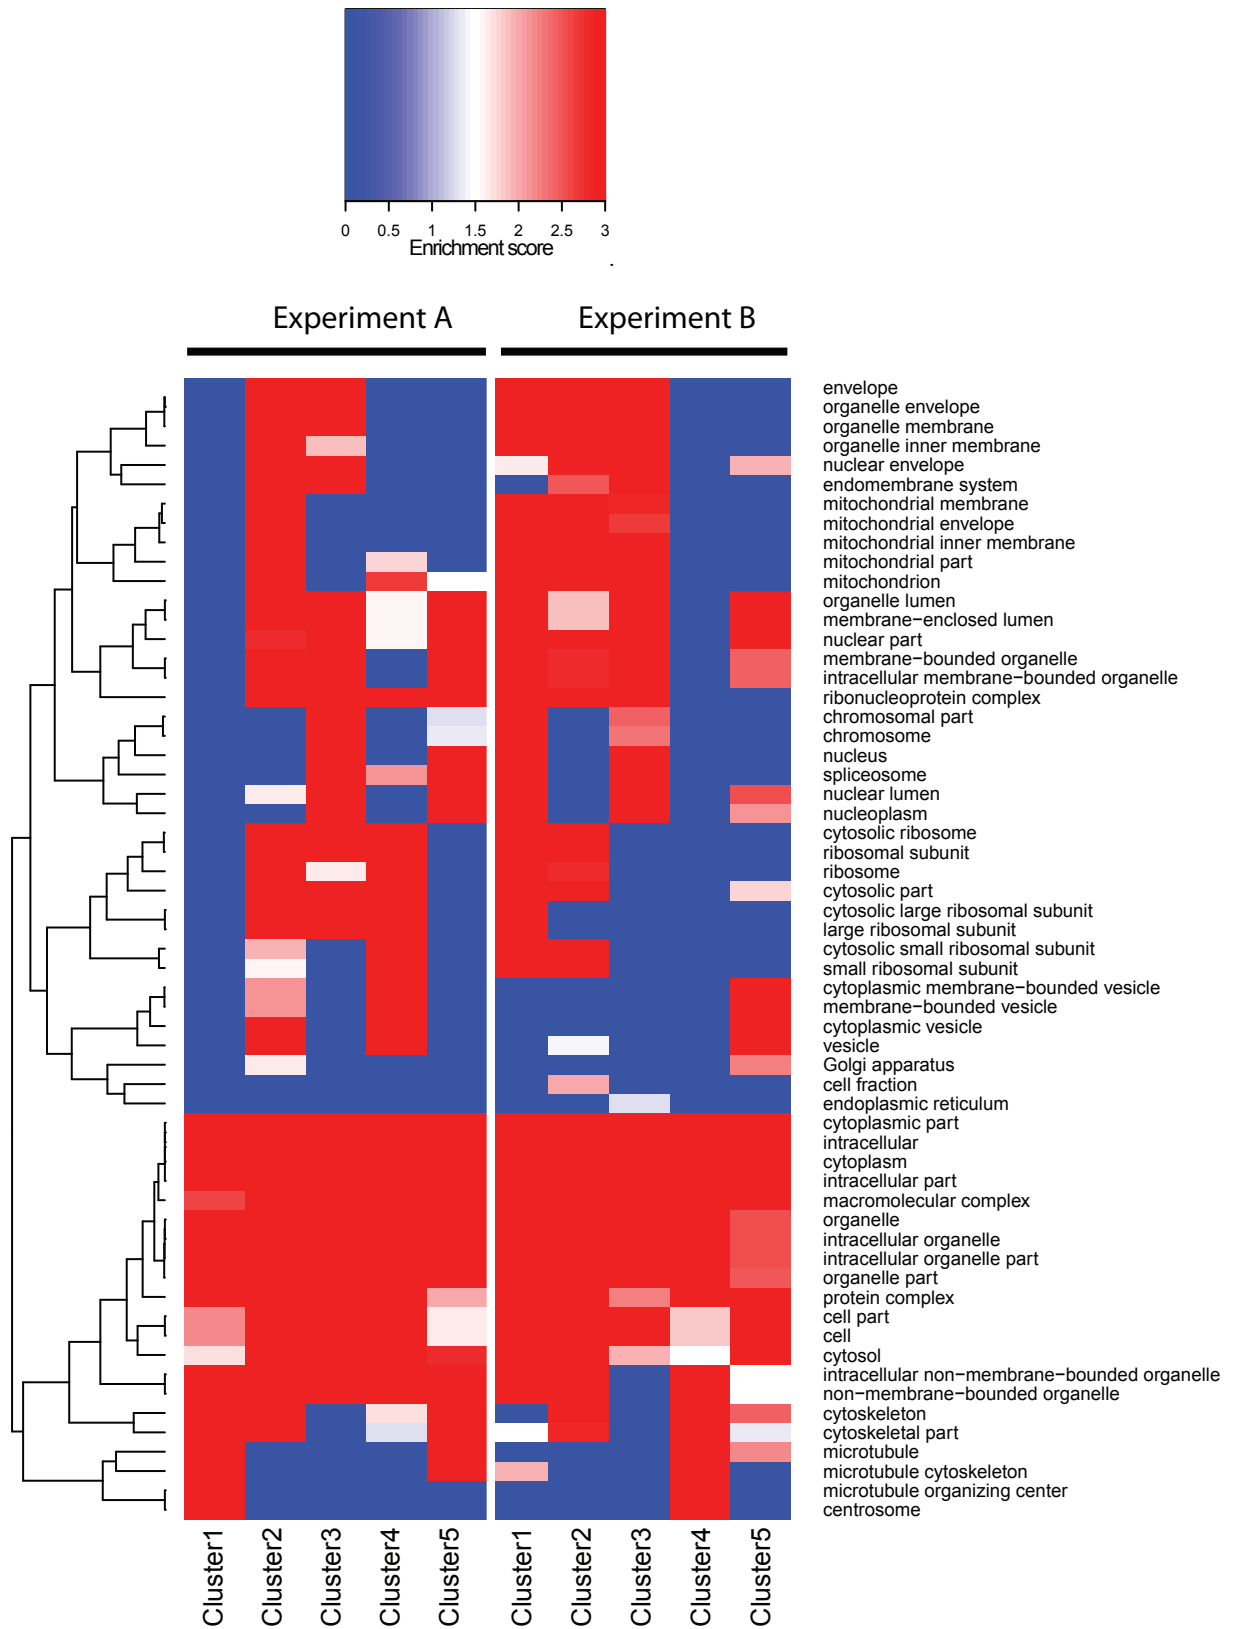 0 0.5 1 1.5 2 2.5 3
Enrichment score
.
Experiment A Experiment B
envelope
organelle envelope
organelle membrane
organelle inner membrane
nuclear envelope
endomembrane system
mitochondrial membrane
mitochondrial envelope
mitochondrial inner membrane
mitochondrial part
mitochondrion
organelle lumen
membrane−enclosed lumen
nuclear part
membrane−bounded organelle
intracellular membrane−bounded organelle
ribonucleoprotein complex
chromosomal part
chromosome
nucleus
spliceosome
nuclear lumen
nucleoplasm
cytosolic ribosome
ribosomal subunit
ribosome
cytosolic part
cytosolic large ribosomal subunit
large ribosomal subunit
cytosolic small ribosomal subunit
small ribosomal subunit
cytoplasmic membrane−bounded vesicle
membrane−bounded vesicle
cytoplasmic vesicle
vesicle
Golgi apparatus
cell fraction
endoplasmic reticulum
cytoplasmic part
intracellular
cytoplasm
intracellular part
macromolecular complex
organelle
intracellular organelle
intracellular organelle part
organelle part
protein complex
cell part
cell
cytosol
intracellular non−membrane−bounded organelle
non−membrane−bounded organelle
cytoskeleton
cytoskeletal part
microtubule
microtubule cytoskeleton
microtubule organizing center
centrosome
Cluster1 Cluster2 Cluster3 Cluster4 Cluster5 Cluster1 Cluster2 Cluster3 Cluster4 Cluster5